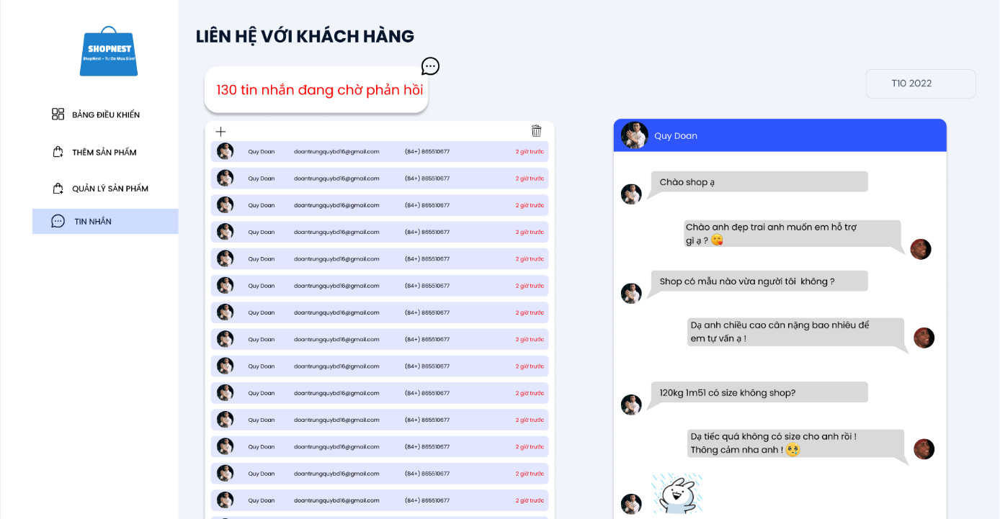 SHOPNEST
ShopNest – Tự Do Mua Sắm!
BẢNG ĐIỀU KHIỂN
THÊM SẢN PHẨM
QUẢN LÝ SẢN PHẨM
TIN NHẮN
LIÊN HỆ VỚI KHÁCH HÀNG
130 tin nhắn đang chờ phản hồi
T10 2022
Quy Doan doantrungquybd16@gmail.com (84+) 865510677 2 giờ trước
Quy Doan doantrungquybd16@gmail.com (84+) 865510677 2 giờ trước
Quy Doan doantrungquybd16@gmail.com (84+) 865510677 2 giờ trước
Quy Doan doantrungquybd16@gmail.com (84+) 865510677 2 giờ trước
Quy Doan doantrungquybd16@gmail.com (84+) 865510677 2 giờ trước
Quy Doan doantrungquybd16@gmail.com (84+) 865510677 2 giờ trước
Quy Doan doantrungquybd16@gmail.com (84+) 865510677 2 giờ trước
Quy Doan doantrungquybd16@gmail.com (84+) 865510677 2 giờ trước
Quy Doan doantrungquybd16@gmail.com (84+) 865510677 2 giờ trước
Quy Doan doantrungquybd16@gmail.com (84+) 865510677 2 giờ trước
Quy Doan doantrungquybd16@gmail.com (84+) 865510677 2 giờ trước
Quy Doan doantrungquybd16@gmail.com (84+) 865510677 2 giờ trước
Quy Doan doantrungquybd16@gmail.com (84+) 865510677 2 giờ trước
Quy Doan doantrungquybd16@gmail.com (84+) 865510677 2 giờ trước
Quy Doan
Chào shop ạ
Chào anh đẹp trai anh muốn em hỗ trợ
gì ạ ? 😘
Shop có mẫu nào vừa người tôi không ?
Dạ anh chiều cao cân nặng bao nhiêu để
em tự vấn ạ !
120kg 1m51 có size không shop?
Dạ tiếc quá không có size cho anh rồi !
Thông cảm nha anh ! 🥹